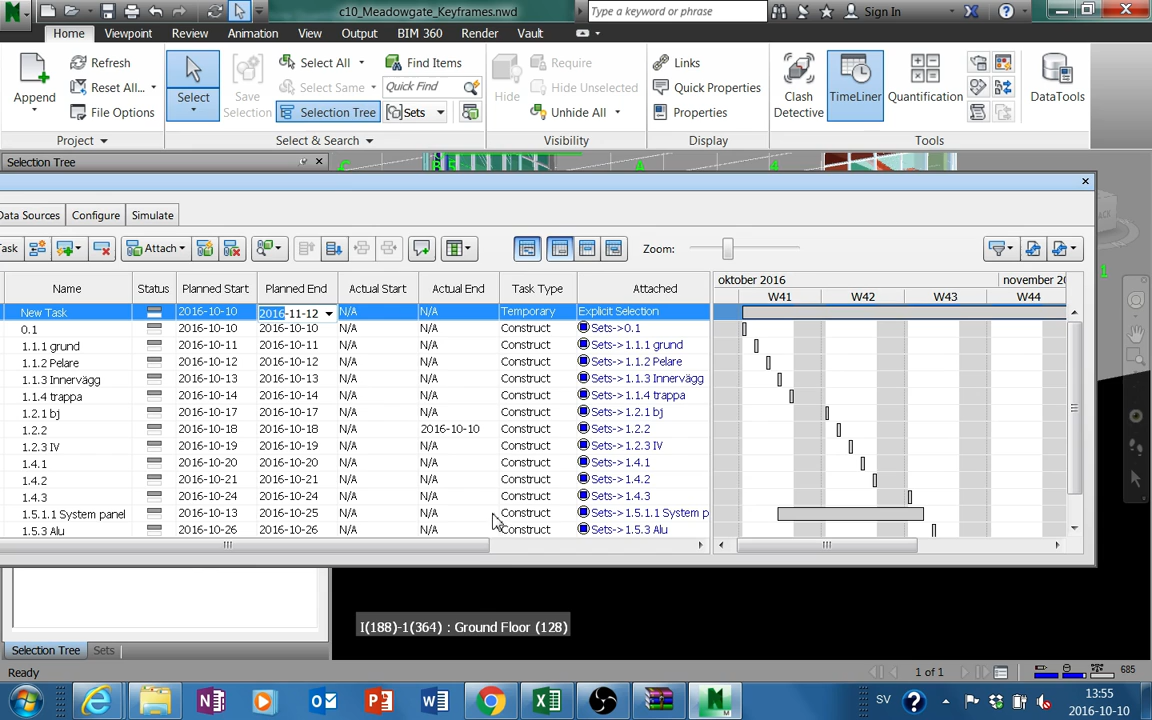 c10_Meadowgate_Keyframes.nwd
Type a keyword or phrase
Sign In
Home Viewpoint Review Animation View Output BIM 360 Render Vault
Append
Refresh
Reset All...
File Options
Project
Select
Save Selection
Select All
Select Same
Selection Tree
Find Items
Quick Find
Sets
Select & Search
Hide
Require
Hide Unselected
Unhide All
Visibility
Links
Quick Properties
Properties
Display
Clash Detective
TimeLiner
Quantification
Tools
DataTools
Selection Tree
Data Sources Configure Simulate
Task Attach Zoom:
oktober 2016 november 20
Name Status Planned Start Planned End Actual Start Actual End Task Type Attached W41 W42 W43 W44
New Task 2016-10-10 2016-11-12 N/A N/A Temporary Explicit Selection
0.1 2016-10-10 2016-10-10 N/A N/A Construct Sets->0.1
1.1.1 grund 2016-10-11 2016-10-11 N/A N/A Construct Sets->1.1.1 grund
1.1.2 Pelare 2016-10-12 2016-10-12 N/A N/A Construct Sets->1.1.2 Pelare
1.1.3 Innervägg 2016-10-13 2016-10-13 N/A N/A Construct Sets->1.1.3 Innervägg
1.1.4 trappa 2016-10-14 2016-10-14 N/A N/A Construct Sets->1.1.4 trappa
1.2.1 bj 2016-10-17 2016-10-17 N/A N/A Construct Sets->1.2.1 bj
1.2.2 2016-10-18 2016-10-18 N/A 2016-10-10 Construct Sets->1.2.2
1.2.3 IV 2016-10-19 2016-10-19 N/A N/A Construct Sets->1.2.3 IV
1.4.1 2016-10-20 2016-10-20 N/A N/A Construct Sets->1.4.1
1.4.2 2016-10-21 2016-10-21 N/A N/A Construct Sets->1.4.2
1.4.3 2016-10-24 2016-10-24 N/A N/A Construct Sets->1.4.3
1.5.1.1 System panel 2016-10-13 2016-10-25 N/A N/A Construct Sets->1.5.1.1 System p
1.5.3 Alu 2016-10-26 2016-10-26 N/A N/A Construct Sets->1.5.3 Alu
I(188)-1(364) : Ground Floor (128)
Selection Tree Sets
Ready 1 of 1 685
SV 13:55
2016-10-10